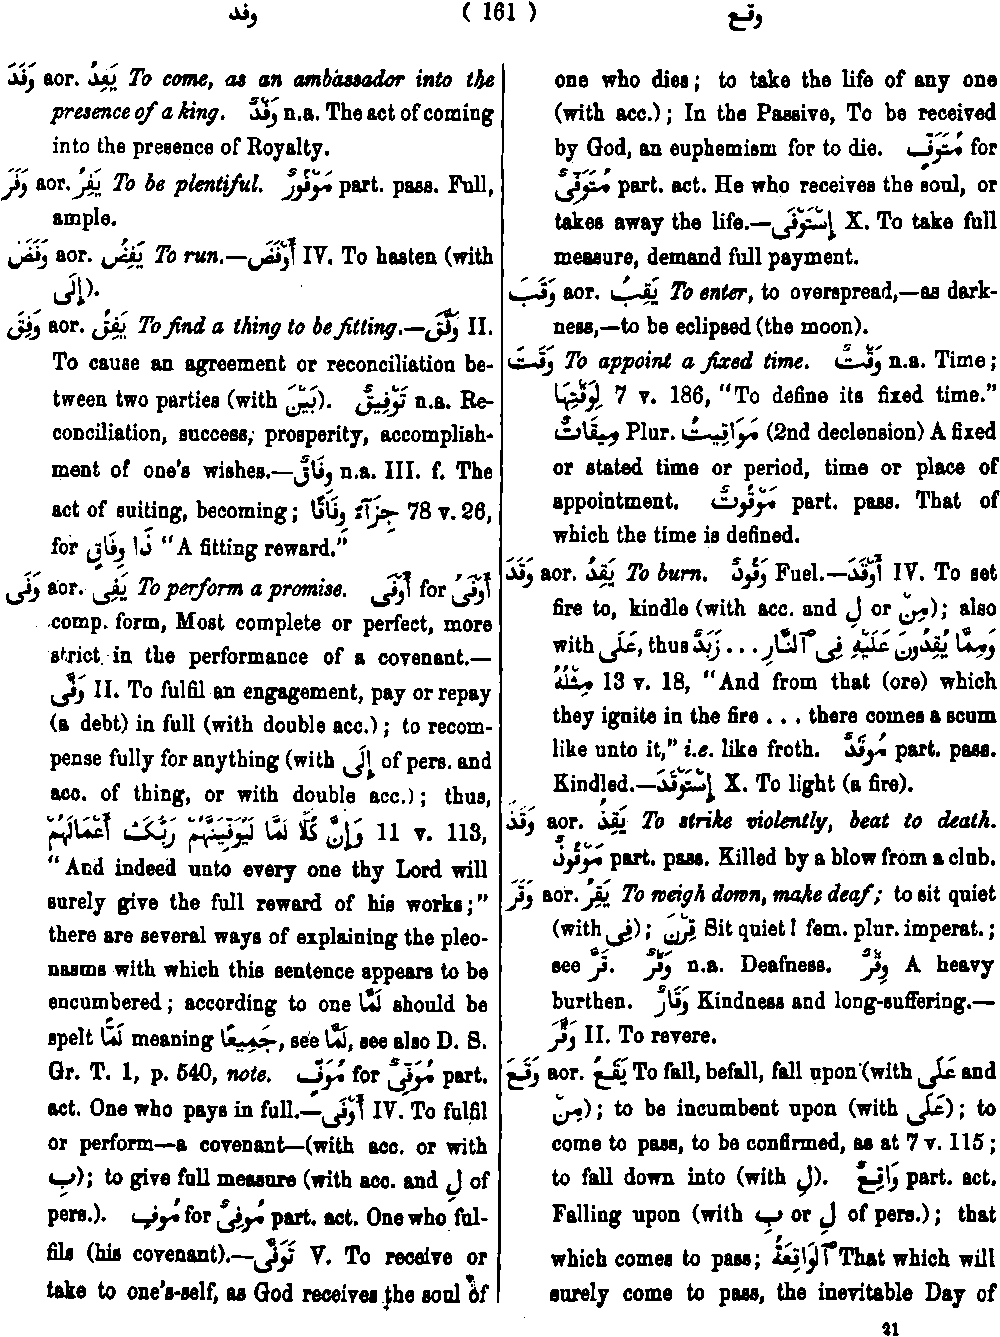 وفد ( 161 ) وقع
وَفَدَ aor. يَفِدُ To come, as an ambassador into the
presence of a king. وَفْدٌ n.a. The act of coming
into the presence of Royalty.
وَفَرَ aor. يَفِرُ To be plentiful. مَوْفُورٌ part. pass. Full,
ample.
وَفَضَ aor. يَفِضُ To run.—أَوْفَضَ IV. To hasten (with
إِلَى).
وَفِقَ aor. يَفِقُ To find a thing to be fitting.—وَفَّقَ II.
To cause an agreement or reconciliation be-
tween two parties (with بَيْنَ). تَوْفِيقٌ n.a. Re-
conciliation, success, prosperity, accomplish-
ment of one's wishes.—وِفَاقٌ n.a. III. f. The
act of suiting, becoming; جَزَآءً وِفَاقًا 78 v. 26,
for ذَا وِفَاقٍ "A fitting reward."
وَفَى aor. يَفِى To perform a promise. أَوْفَى for أَوْفَىُ
comp. form, Most complete or perfect, more
strict in the performance of a covenant.—
وَفَّى II. To fulfil an engagement, pay or repay
(a debt) in full (with double acc.); to recom-
pense fully for anything (with إِلَى of pers. and
acc. of thing, or with double acc.); thus,
وَإِنَّ كُلًّا لَمَّا لَيُوَفِّيَنَّهُمْ رَبُّكَ أَعْمَالَهُمْ 11 v. 113,
"And indeed unto every one thy Lord will
surely give the full reward of his works;"
there are several ways of explaining the pleo-
nasms with which this sentence appears to be
encumbered; according to one لَمَّا should be
spelt لَمًّا meaning جَمِيعًا, see لَمَّا, see also D. S.
Gr. T. 1, p. 540, note. مُوَفٍّ for مُوَفِّىٌ part.
act. One who pays in full.—أَوْفَى IV. To fulfil
or perform—a covenant—(with acc. or with
بِ); to give full measure (with acc. and لِ of
pers.). مُوفٍ for مُوفِىٌ part. act. One who ful-
fils (his covenant).—تَوَفَّى V. To receive or
take to one's-self, as God receives the soul of
one who dies; to take the life of any one
(with acc.); In the Passive, To be received
by God, an euphemism for to die. مُتَوَفٍّ for
مُتَوَفِّىٌ part. act. He who receives the soul, or
takes away the life.—إِسْتَوْفَى X. To take full
measure, demand full payment.
وَقَبَ aor. يَقِبُ To enter, to overspread,—as dark-
ness,—to be eclipsed (the moon).
وَقَتَ To appoint a fixed time. وَقْتٌ n.a. Time;
لِوَقْتِهَا 7 v. 186, "To define its fixed time."
مِيقَاتٌ Plur. مَوَاقِيتُ (2nd declension) A fixed
or stated time or period, time or place of
appointment. مَوْقُوتٌ part. pass. That of
which the time is defined.
وَقَدَ aor. يَقِدُ To burn. وَقُودٌ Fuel.—أَوْقَدَ IV. To set
fire to, kindle (with acc. and لِ or مِنْ); also
with عَلَى, thus وَمِمَّا يُوقِدُونَ عَلَيْهِ فِى ٱلنَّارِ ... زَبَدٌ
مِثْلُهُ 13 v. 18, "And from that (ore) which
they ignite in the fire ... there comes a scum
like unto it," i.e. like froth. مُوقَدٌ part. pass.
Kindled.—إِسْتَوْقَدَ X. To light (a fire).
وَقَذَ aor. يَقِذُ To strike violently, beat to death.
مَوْقُوذٌ part. pass. Killed by a blow from a club.
وَقَرَ aor. يَقِرُ To weigh down, make deaf; to sit quiet
(with فِى); قِرْنَ Sit quiet! fem. plur. imperat.;
see قَرَّ. وَقْرٌ n.a. Deafness. وِقْرٌ A heavy
burthen. وَقَارٌ Kindness and long-suffering.—
وَقَّرَ II. To revere.
وَقَعَ aor. يَقَعُ To fall, befall, fall upon (with عَلَى and
مِنْ); to be incumbent upon (with عَلَى); to
come to pass, to be confirmed, as at 7 v. 115;
to fall down into (with لِ). وَاقِعٌ part. act.
Falling upon (with بِ or لِ of pers.); that
which comes to pass; ٱلْوَاقِعَةُ That which will
surely come to pass, the inevitable Day of
21